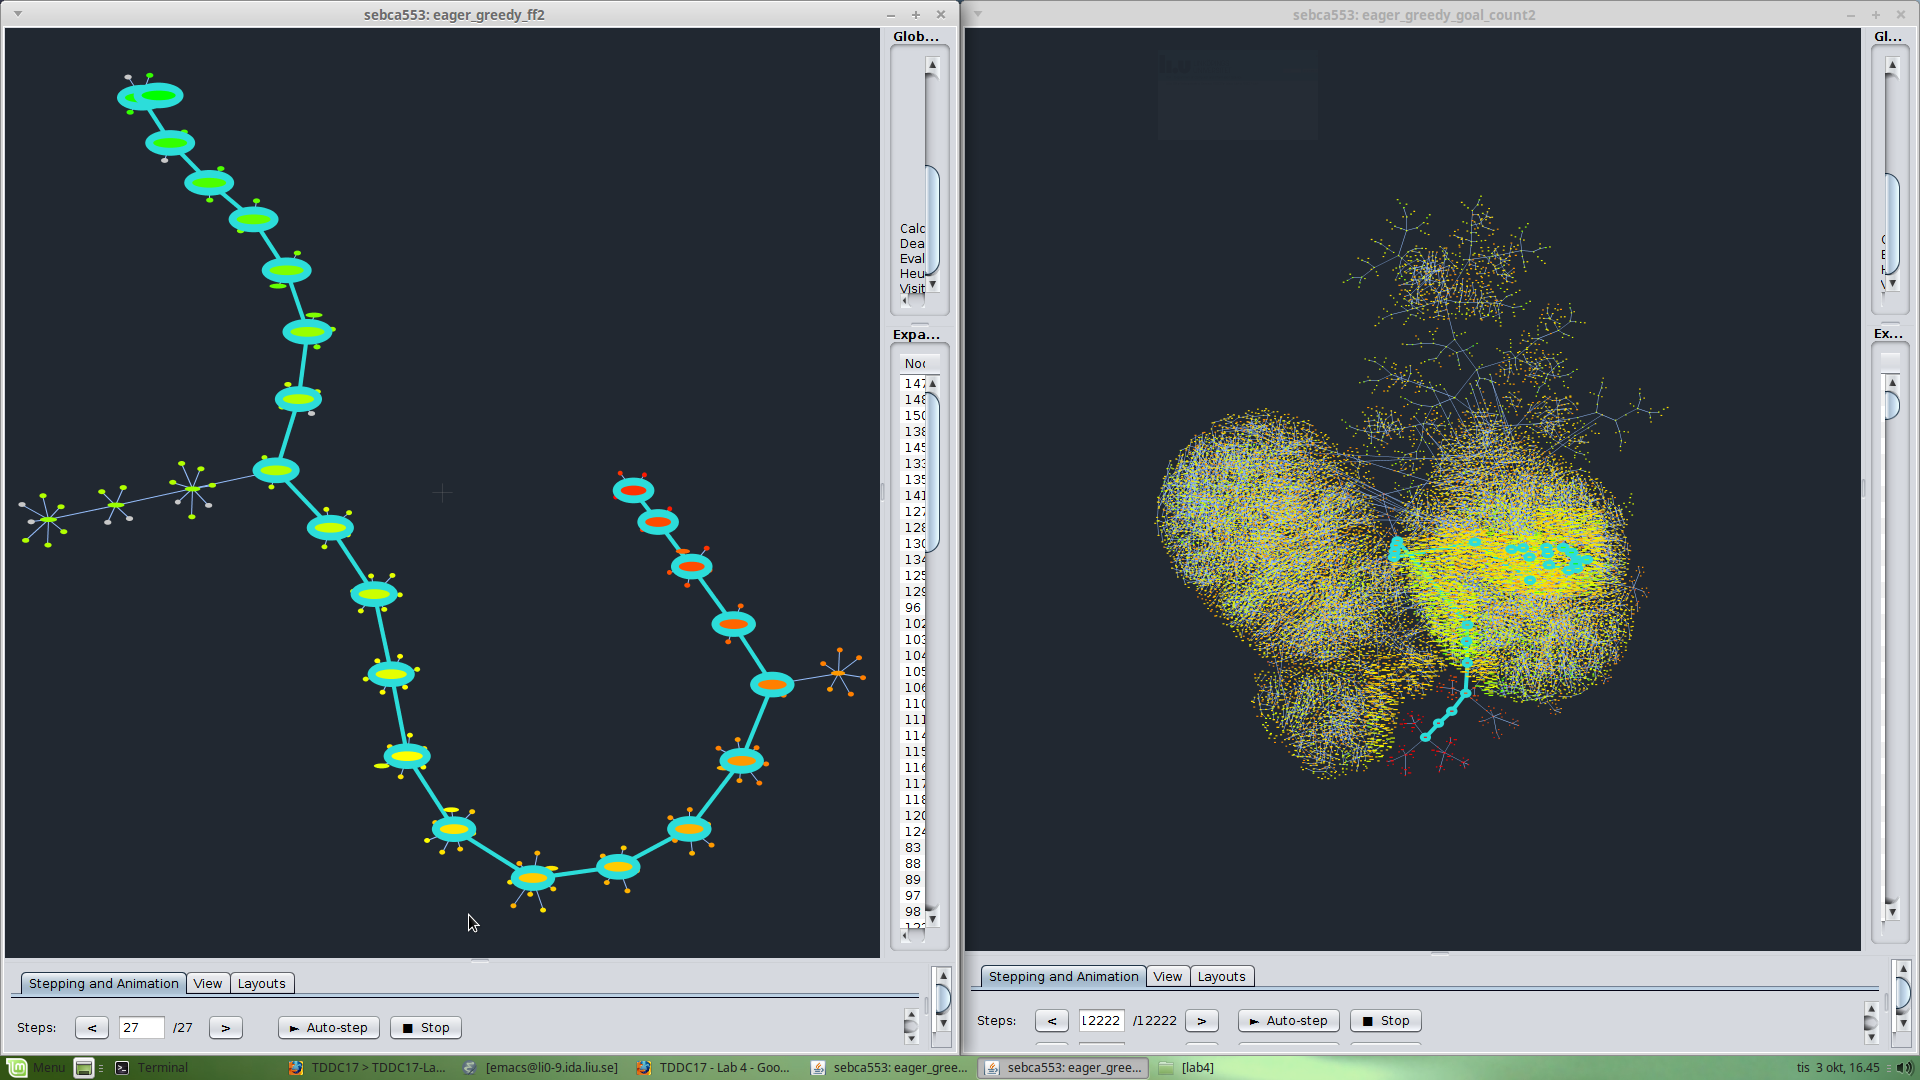 sebca553: eager_greedy_ff2
Glob...
Calc
Dea
Eval
Heu
Visit
Expa...
Noc
147
148
150
138
145
133
135
141
127
128
130
134
125
129
96
102
103
104
105
106
110
111
114
115
116
117
118
120
124
83
88
89
97
98
Stepping and Animation View Layouts
Steps: < 27 /27 > ► Auto-step ■ Stop
sebca553: eager_greedy_goal_count2
Gl...
Ex...
Stepping and Animation View Layouts
Steps: < 12222 /12222 > ► Auto-step ■ Stop
Menu Terminal TDDC17 > TDDC17-La... [emacs@li0-9.ida.liu.se] TDDC17 - Lab 4 - Goo... sebca553: eager_gree... sebca553: eager_gree... [lab4] tis 3 okt, 16.45